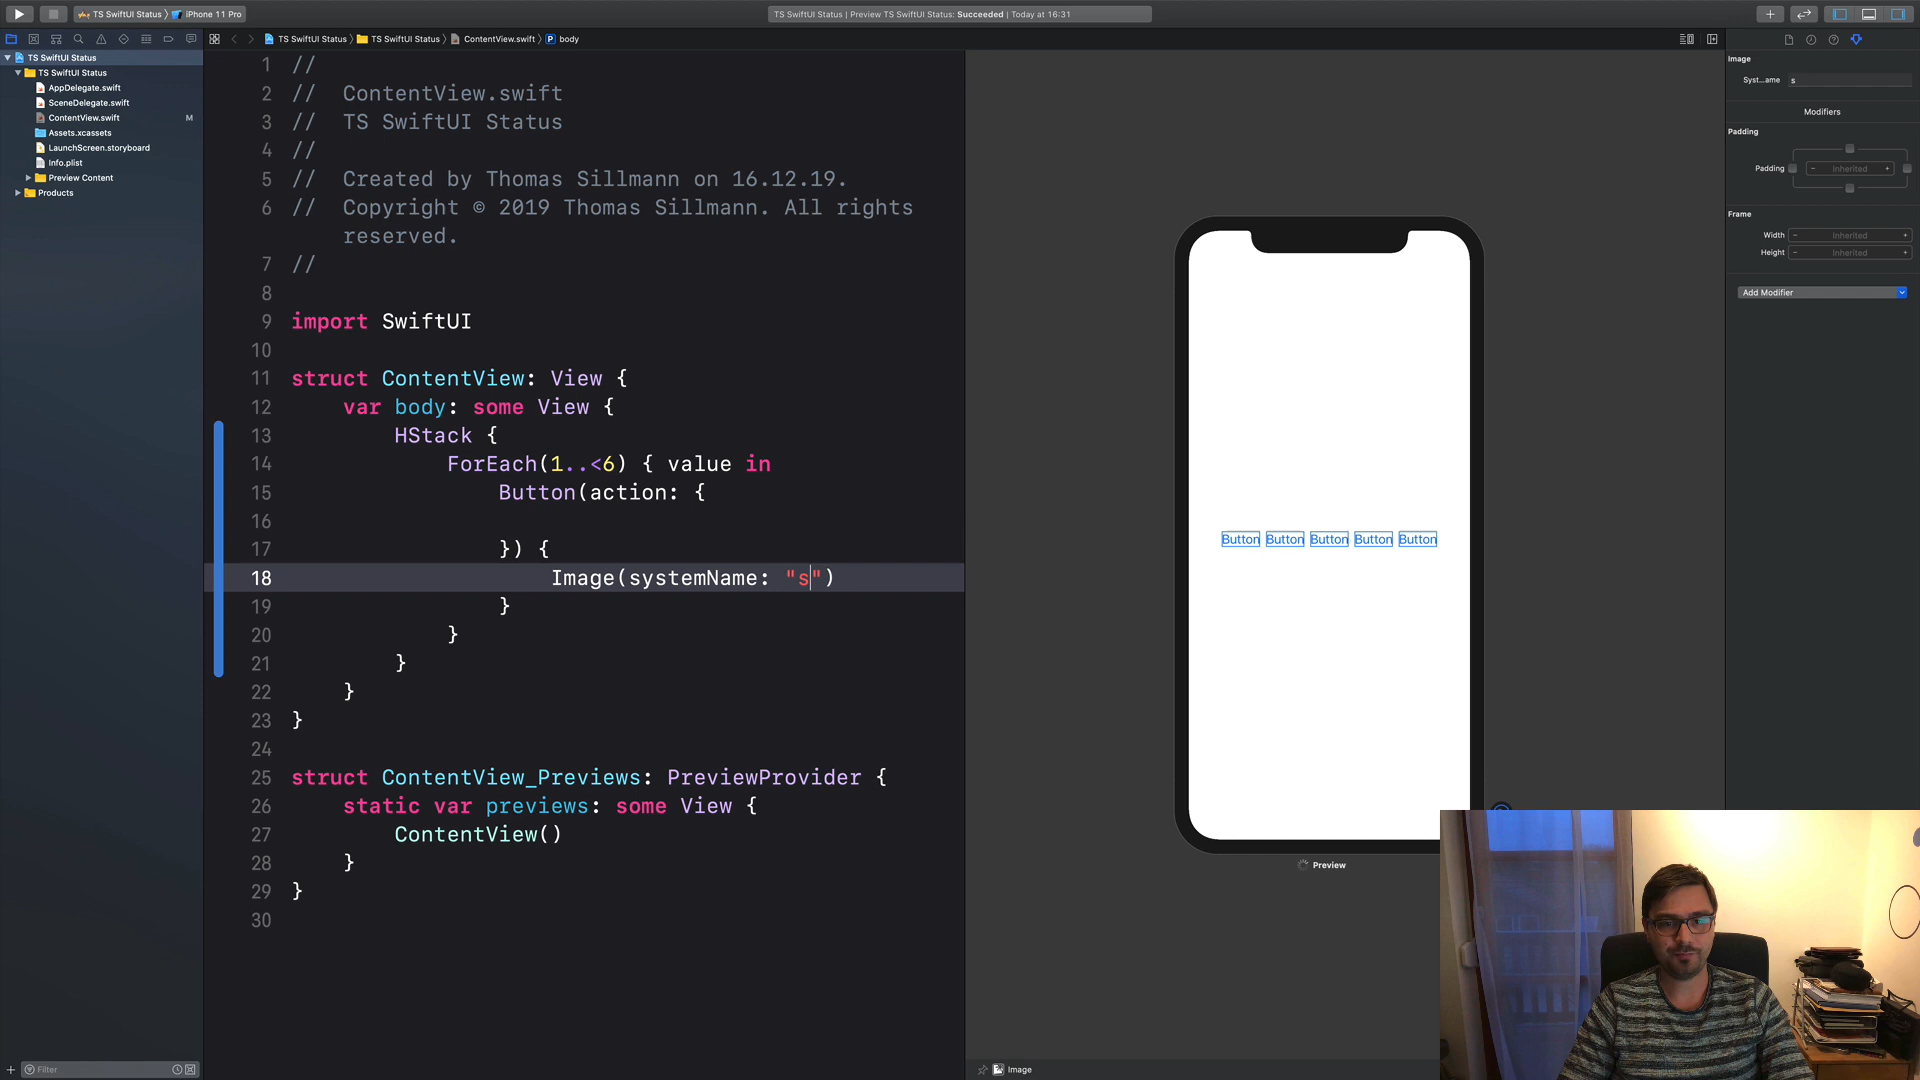 TS SwiftUI Status
iPhone 11 Pro
TS SwiftUI Status | Preview TS SwiftUI Status: Succeeded | Today at 16:31
TS SwiftUI Status
TS SwiftUI Status
ContentView.swift
body
TS SwiftUI Status
TS SwiftUI Status
AppDelegate.swift
SceneDelegate.swift
ContentView.swift M
Assets.xcassets
LaunchScreen.storyboard
Info.plist
Preview Content
Products
Filter
1 //
2 // ContentView.swift
3 // TS SwiftUI Status
4 //
5 // Created by Thomas Sillmann on 16.12.19.
6 // Copyright © 2019 Thomas Sillmann. All rights
reserved.
7 //
8
9 import SwiftUI
10
11 struct ContentView: View {
12 var body: some View {
13 HStack {
14 ForEach(1..<6) { value in
15 Button(action: {
16
17 }) {
18 Image(systemName: "s")
19 }
20 }
21 }
22 }
23 }
24
25 struct ContentView_Previews: PreviewProvider {
26 static var previews: some View {
27 ContentView()
28 }
29 }
30
Button Button Button Button Button
Preview
Image
Image
Syst...ame s
Modifiers
Padding
Padding − Inherited +
Frame
Width − Inherited +
Height − Inherited +
Add Modifier